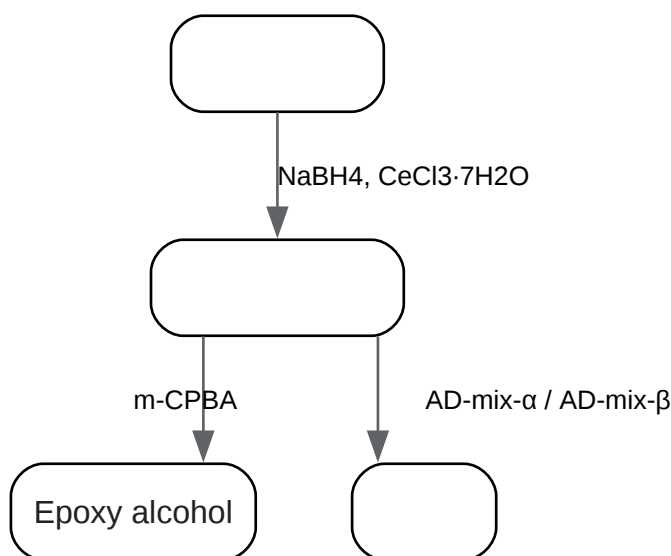 NaBH4, CeCl3·7H2O
m-CPBA
AD-mix-α / AD-mix-β
Epoxy alcohol